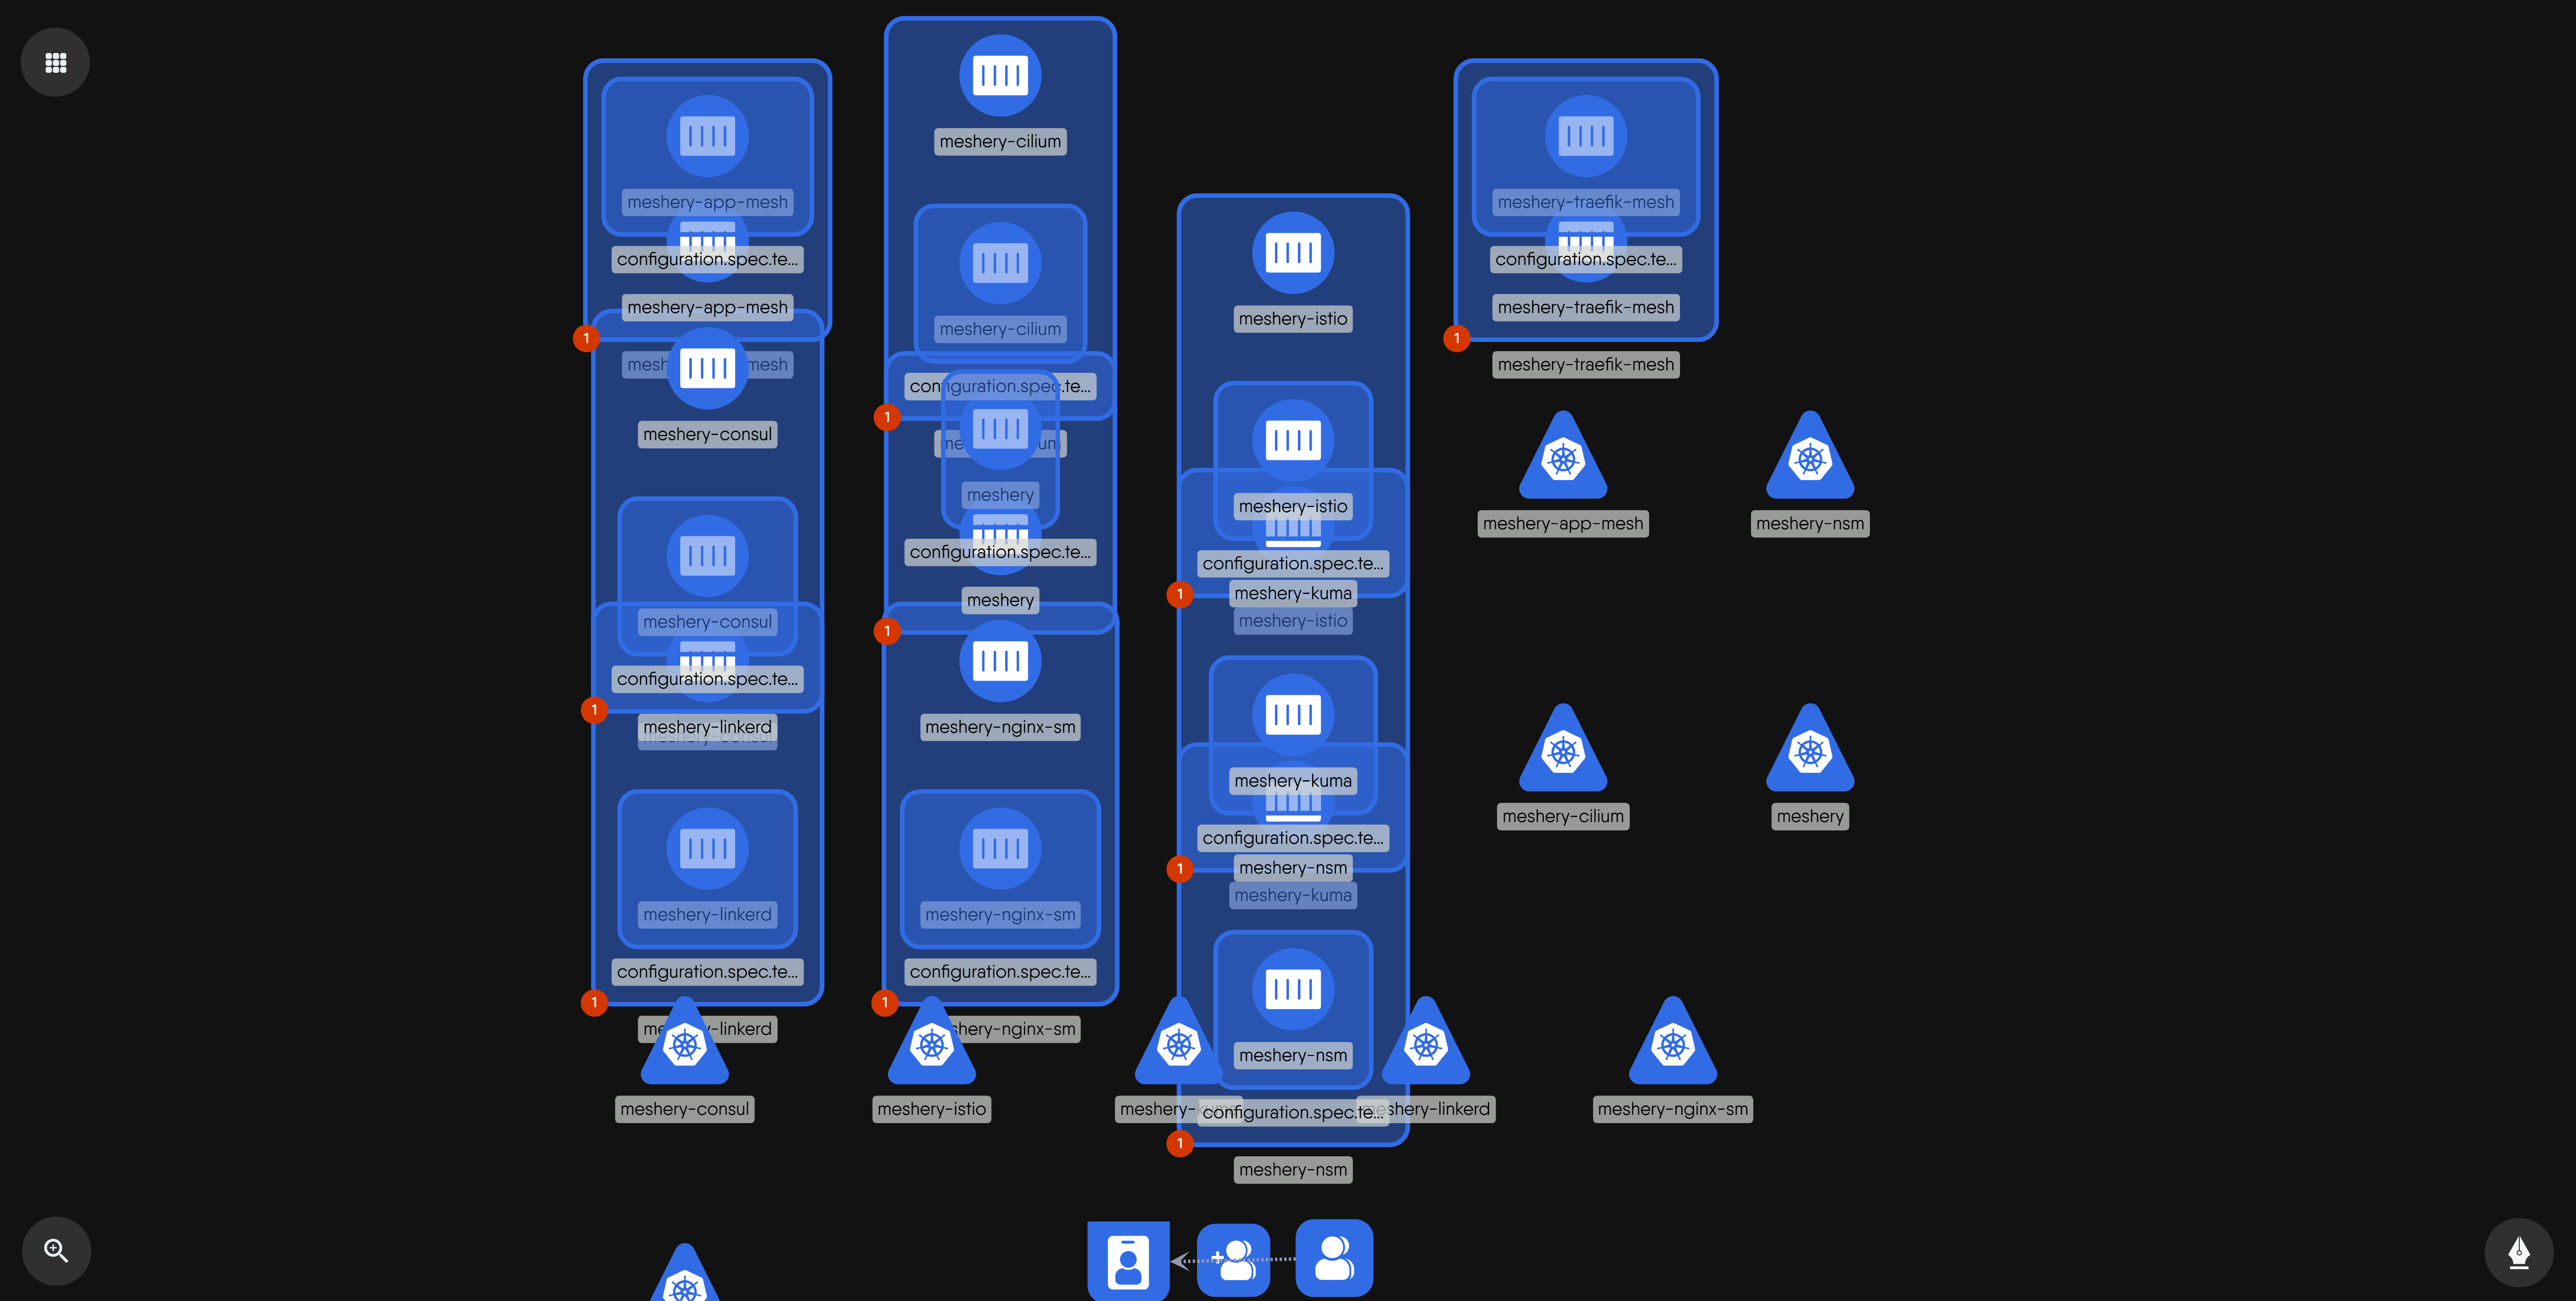 meshery-app-mesh
configuration.spec.te...
meshery-app-mesh
1
mesh
mesh
meshery-consul
meshery-consul
configuration.spec.te...
1
meshery-linkerd
meshery-consul
meshery-linkerd
configuration.spec.te...
1
me
-linkerd
meshery-consul
meshery-cilium
meshery-cilium
configuration.spec.te...
1
me
um
meshery
configuration.spec.te...
meshery
1
meshery-nginx-sm
meshery-nginx-sm
configuration.spec.te...
1
shery-nginx-sm
meshery-istio
meshery-istio
meshery-istio
configuration.spec.te...
1
meshery-kuma
meshery-istio
meshery-kuma
configuration.spec.te...
1
meshery-nsm
meshery-kuma
meshery-nsm
configuration.spec.te...
1
meshery-nsm
meshery-linkerd
meshery-traefik-mesh
configuration.spec.te...
meshery-traefik-mesh
1
meshery-traefik-mesh
meshery-app-mesh
meshery-nsm
meshery-cilium
meshery
meshery-nginx-sm